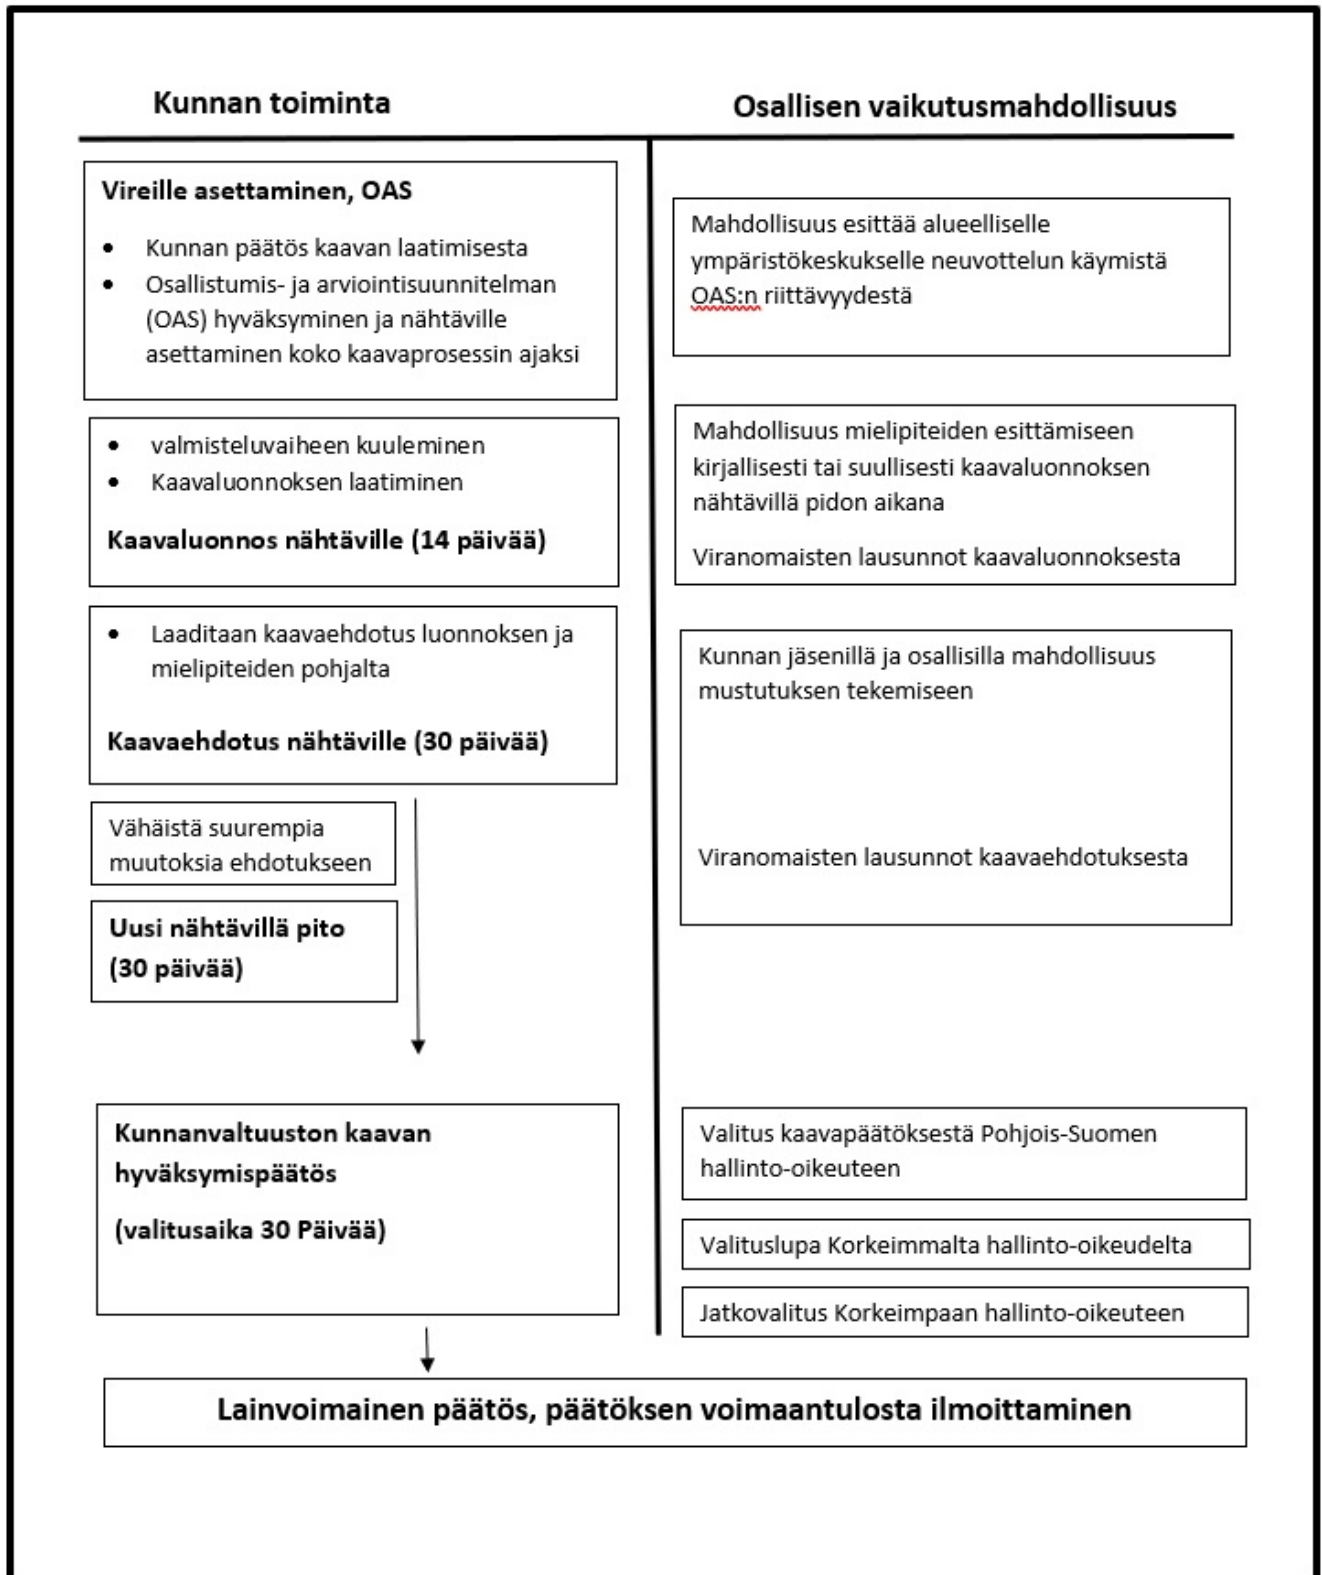 Kunnan toiminta
Osallisen vaikutusmahdollisuus
Vireille asettaminen, OAS
• Kunnan päätös kaavan laatimisesta
• Osallistumis- ja arviointisuunnitelman
(OAS) hyväksyminen ja nähtäville
asettaminen koko kaavaprosessin ajaksi
Mahdollisuus esittää alueelliselle
ympäristökeskukselle neuvottelun käymistä
OAS:n riittävyydestä
• valmisteluvaiheen kuuleminen
• Kaavaluonnoksen laatiminen
Kaavaluonnos nähtäville (14 päivää)
Mahdollisuus mielipiteiden esittämiseen
kirjallisesti tai suullisesti kaavaluonnoksen
nähtävillä pidon aikana
Viranomaisten lausunnot kaavaluonnoksesta
• Laaditaan kaavaehdotus luonnoksen ja
mielipiteiden pohjalta
Kaavaehdotus nähtäville (30 päivää)
Kunnan jäsenillä ja osallisilla mahdollisuus
mustutuksen tekemiseen
Viranomaisten lausunnot kaavaehdotuksesta
Vähäistä suurempia
muutoksia ehdotukseen
Uusi nähtävillä pito
(30 päivää)
Kunnanvaltuuston kaavan
hyväksymispäätös
(valitusaika 30 Päivää)
Valitus kaavapäätöksestä Pohjois-Suomen
hallinto-oikeuteen
Valituslupa Korkeimmalta hallinto-oikeudelta
Jatkovalitus Korkeimpaan hallinto-oikeuteen
Lainvoimainen päätös, päätöksen voimaantulosta ilmoittaminen